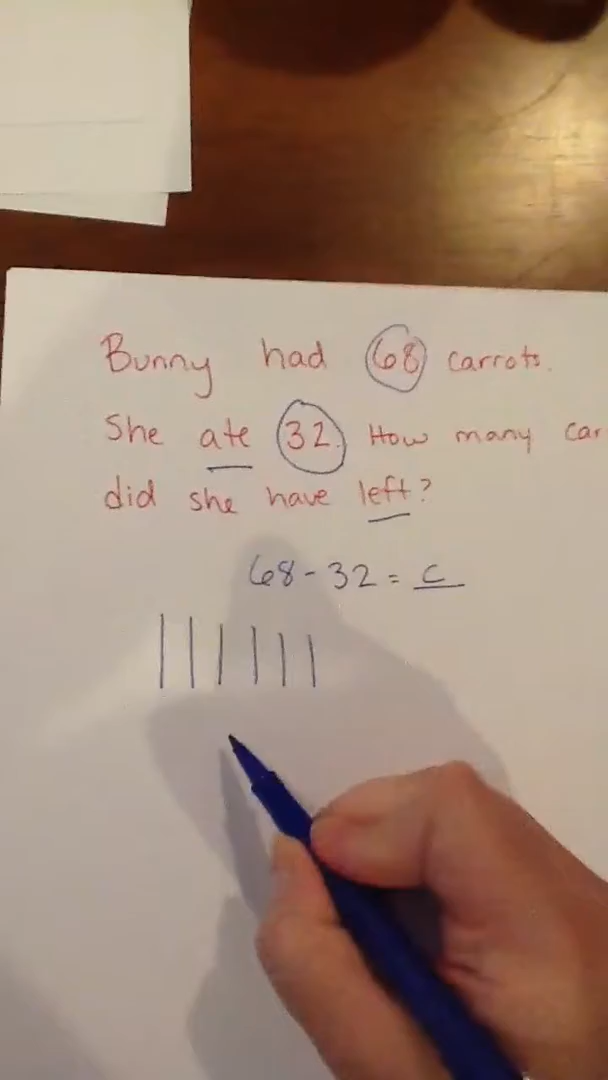 Bunny had 68 carrots.
She ate 32. How many car
did she have left?
68 - 32 = c